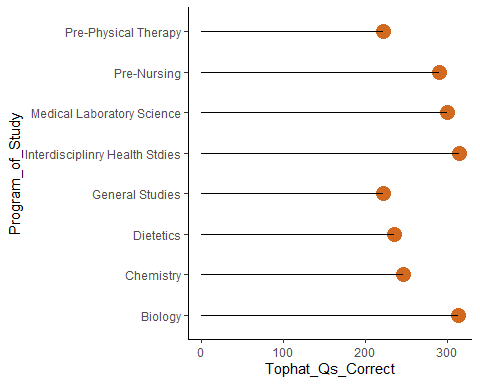 Pre-Physical Therapy
Pre-Nursing
Medical Laboratory Science
Interdisciplinry Health Stdies
General Studies
Dietetics
Chemistry
Biology
Program_of_Study
0 100 200 300
Tophat_Qs_Correct